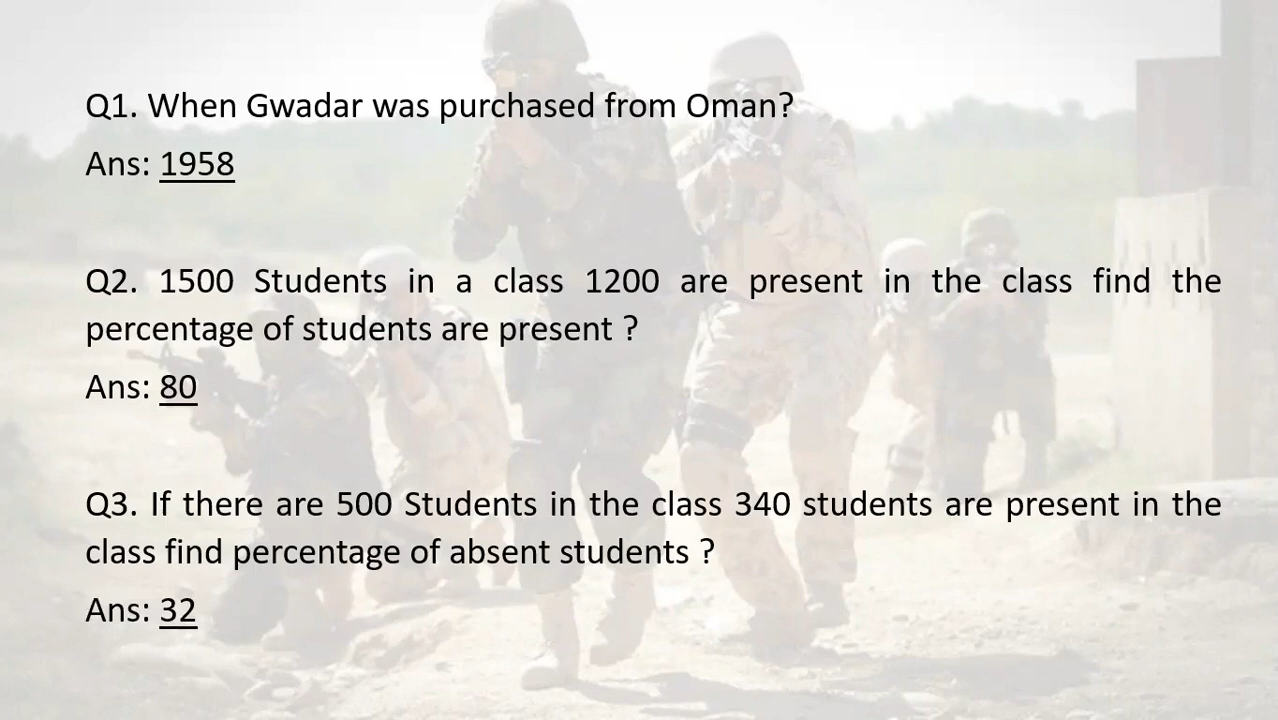 Q1. When Gwadar was purchased from Oman?
Ans: 1958
Q2. 1500 Students in a class 1200 are present in the class find the
percentage of students are present ?
Ans: 80
Q3. If there are 500 Students in the class 340 students are present in the
class find percentage of absent students ?
Ans: 32